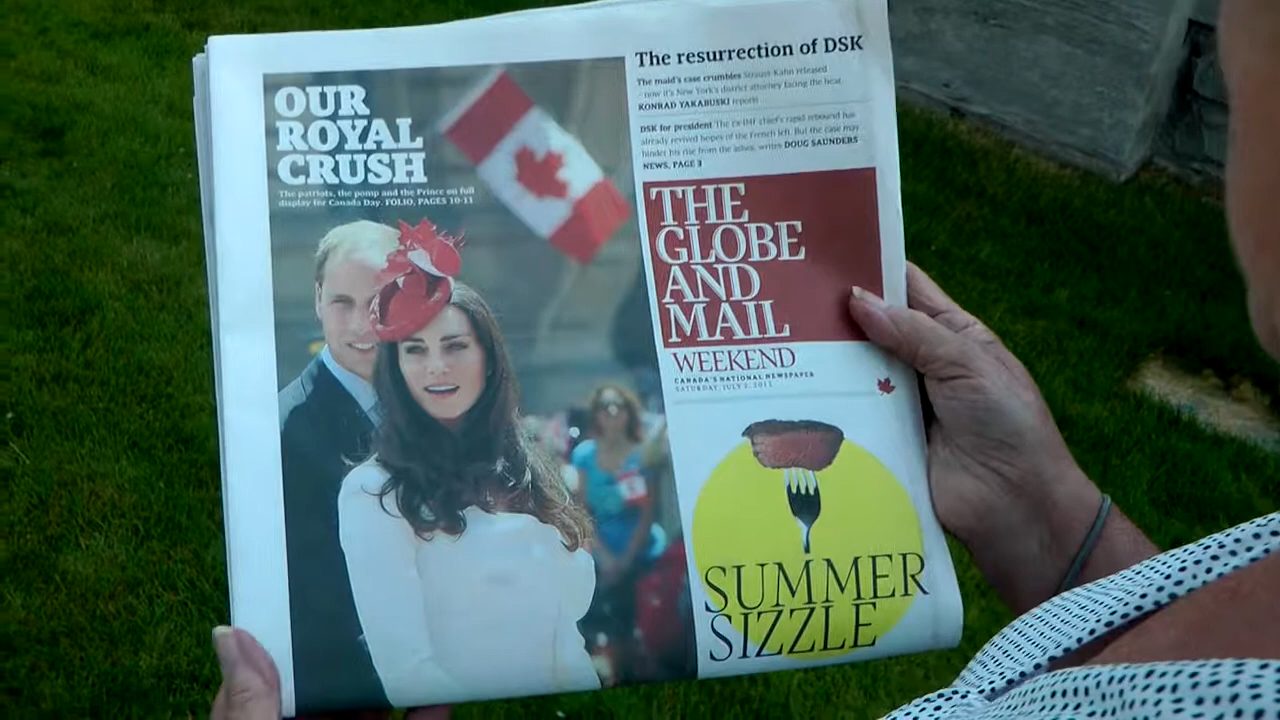 OUR
ROYAL
CRUSH
The patriots, the pomp and the Prince on full
display for Canada Day. FOLIO, PAGES 10-11
The resurrection of DSK
The maid's case crumbles Strauss-Kahn released
– now it's New York's district attorney facing the heat,
KONRAD YAKABUSKI reports
DSK for president The ex-IMF chief's rapid rebound has
already revived hopes of the French left. But the case may
hinder his rise from the ashes, writes DOUG SAUNDERS
NEWS, PAGE 3
THE
GLOBE
AND
MAIL
WEEKEND
CANADA'S NATIONAL NEWSPAPER
SATURDAY, JULY 2, 2011
SUMMER
SIZZLE